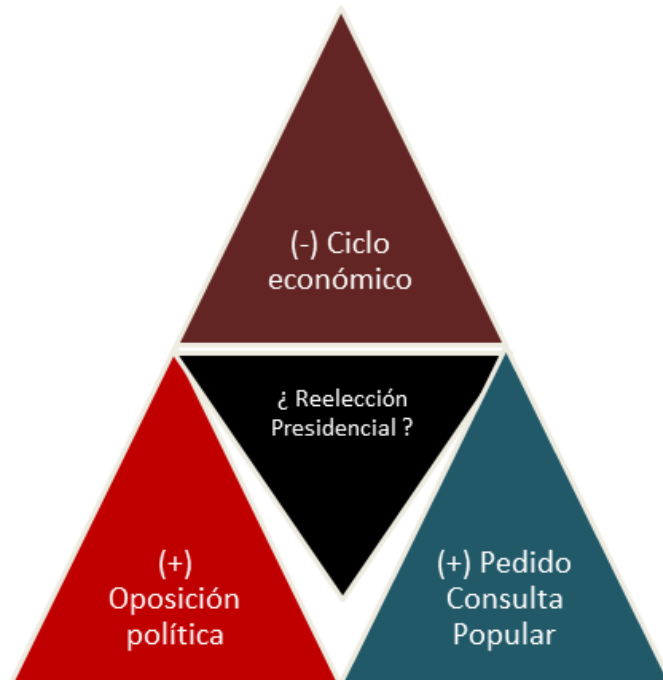 (-) Ciclo
económico
¿ Reelección
Presidencial ?
(+)
Oposición
política
(+) Pedido
Consulta
Popular